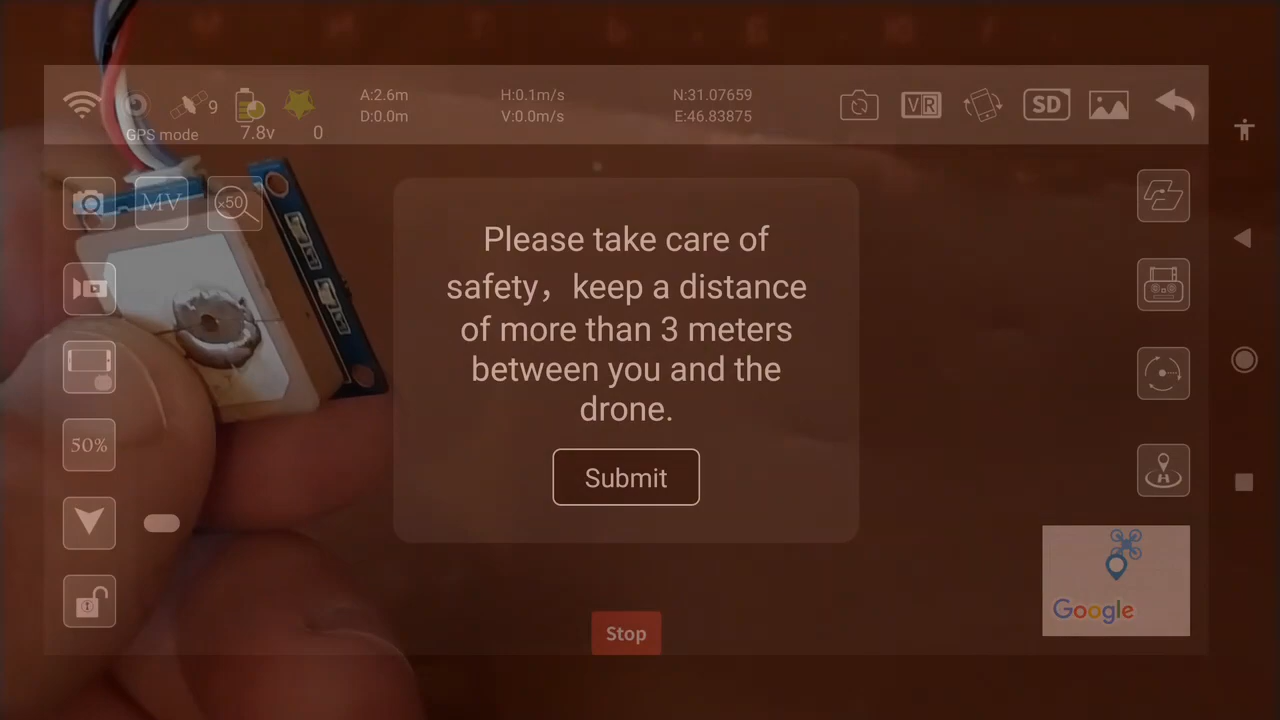 9
GPS mode
7.8v
0
A:2.6m
D:0.0m
H:0.1m/s
V:0.0m/s
N:31.07659
E:46.83875
VR
SD
MV
x50
Please take care of
safety，keep a distance
of more than 3 meters
between you and the
drone.
Submit
50%
H
Stop
Google